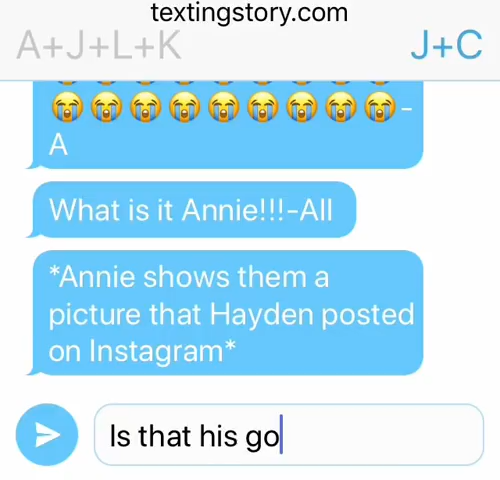 textingstory.com
A+J+L+K J+C
😭😭😭😭😭😭😭😭😭-
A
What is it Annie!!!-All
*Annie shows them a
picture that Hayden posted
on Instagram*
Is that his go